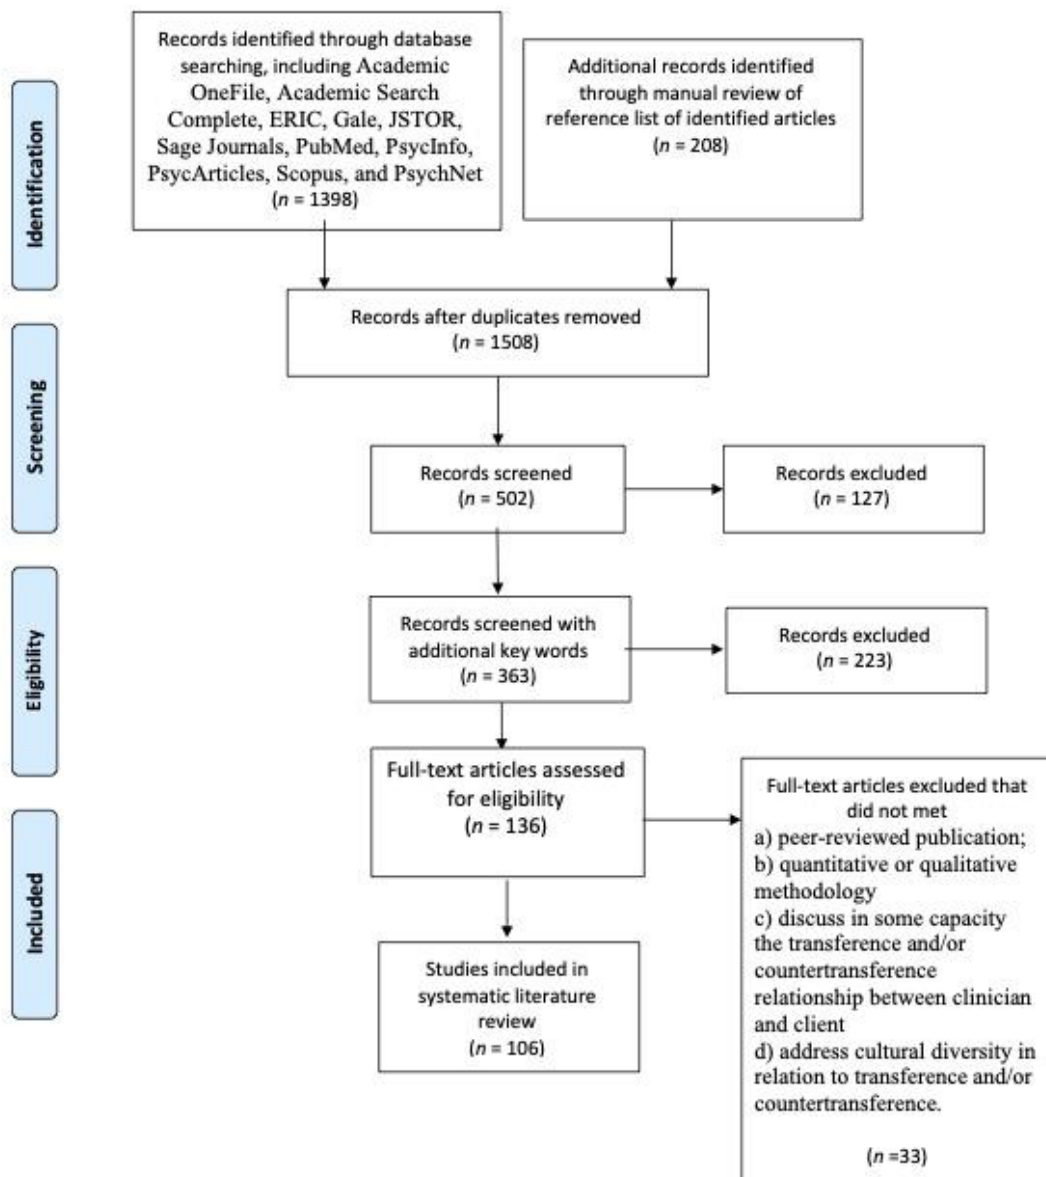 Identification
Records identified through database
searching, including Academic
OneFile, Academic Search
Complete, ERIC, Gale, JSTOR,
Sage Journals, PubMed, PsycInfo,
PsycArticles, Scopus, and PsychNet
(n = 1398)
Additional records identified
through manual review of
reference list of identified articles
(n = 208)
Records after duplicates removed
(n = 1508)
Screening
Records screened
(n = 502)
Records excluded
(n = 127)
Eligibility
Records screened with
additional key words
(n = 363)
Records excluded
(n = 223)
Full-text articles assessed
for eligibility
(n = 136)
Full-text articles excluded that
did not met
a) peer-reviewed publication;
b) quantitative or qualitative
methodology
c) discuss in some capacity
the transference and/or
countertransference
relationship between clinician
and client
d) address cultural diversity in
relation to transference and/or
countertransference.
(n =33)
Included
Studies included in
systematic literature
review
(n = 106)